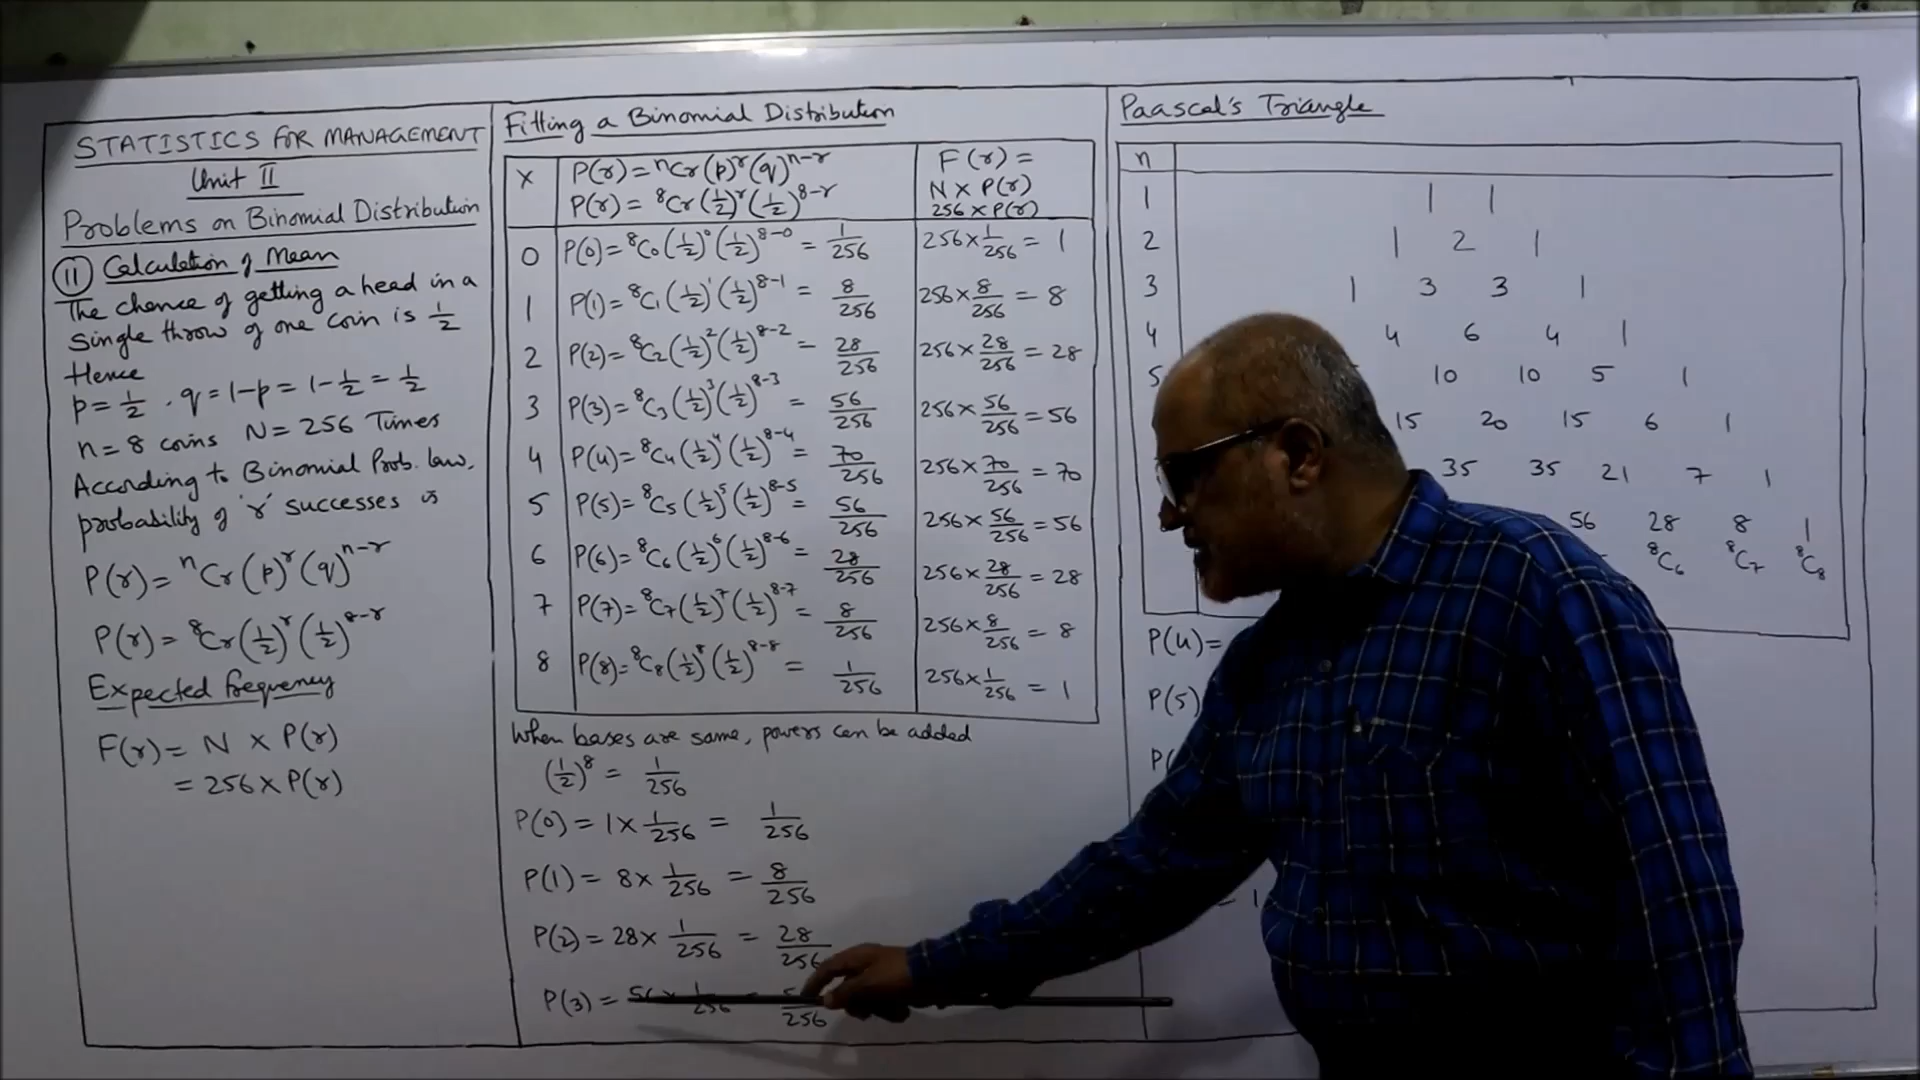 STATISTICS FOR MANAGEMENT
Unit II
Problems on Binomial Distribution
11 Calculation of Mean
The chance of getting a head in a
single throw of one coin is 1/2
Hence
p = 1/2 , q = 1-p = 1-1/2 = 1/2
n = 8 coins N = 256 Times
According to Binomial Prob. law,
probability of 'r' successes is
P(r) = ⁿCr (p)^r (q)^(n-r)
P(r) = ⁸Cr (1/2)^r (1/2)^(8-r)
Expected frequency
F(r) = N × P(r)
= 256 × P(r)
Fitting a Binomial Distribution
X P(r) = ⁿCr (p)^r (q)^(n-r) F(r) =
P(r) = ⁸Cr (1/2)^r (1/2)^(8-r) N × P(r)
256 × P(r)
0 P(0) = ⁸C₀ (1/2)^0 (1/2)^(8-0) = 1/256 256 × 1/256 = 1
1 P(1) = ⁸C₁ (1/2)^1 (1/2)^(8-1) = 8/256 256 × 8/256 = 8
2 P(2) = ⁸C₂ (1/2)^2 (1/2)^(8-2) = 28/256 256 × 28/256 = 28
3 P(3) = ⁸C₃ (1/2)^3 (1/2)^(8-3) = 56/256 256 × 56/256 = 56
4 P(4) = ⁸C₄ (1/2)^4 (1/2)^(8-4) = 70/256 256 × 70/256 = 70
5 P(5) = ⁸C₅ (1/2)^5 (1/2)^(8-5) = 56/256 256 × 56/256 = 56
6 P(6) = ⁸C₆ (1/2)^6 (1/2)^(8-6) = 28/256 256 × 28/256 = 28
7 P(7) = ⁸C₇ (1/2)^7 (1/2)^(8-7) = 8/256 256 × 8/256 = 8
8 P(8) = ⁸C₈ (1/2)^8 (1/2)^(8-8) = 1/256 256 × 1/256 = 1
When bases are same, powers can be added
(1/2)^8 = 1/256
P(0) = 1 × 1/256 = 1/256
P(1) = 8 × 1/256 = 8/256
P(2) = 28 × 1/256 = 28/256
P(3) = 56 × 1/256 = 256
Paascal's Triangle
n
1 1 1
2 1 2 1
3 1 3 3 1
4 4 6 4 1
5 10 10 5 1
15 20 15 6 1
35 35 21 7 1
56 28 8 1
⁸C₆ ⁸C₇ ⁸C₈
P(4) =
P(5)
P(
= 1